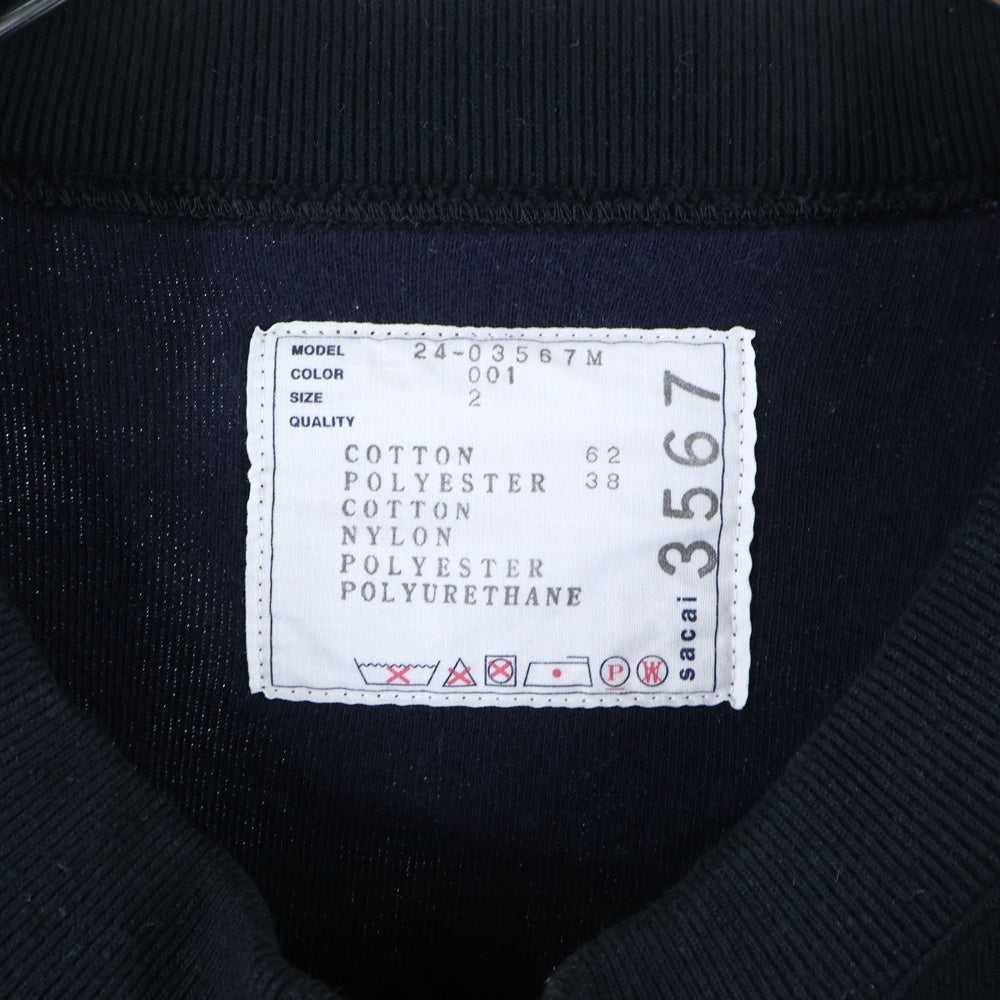 MODEL 24-03567M
COLOR 001
SIZE 2
QUALITY
COTTON 62
POLYESTER 38
COTTON
NYLON
POLYESTER
POLYURETHANE
P W
sacai 3567